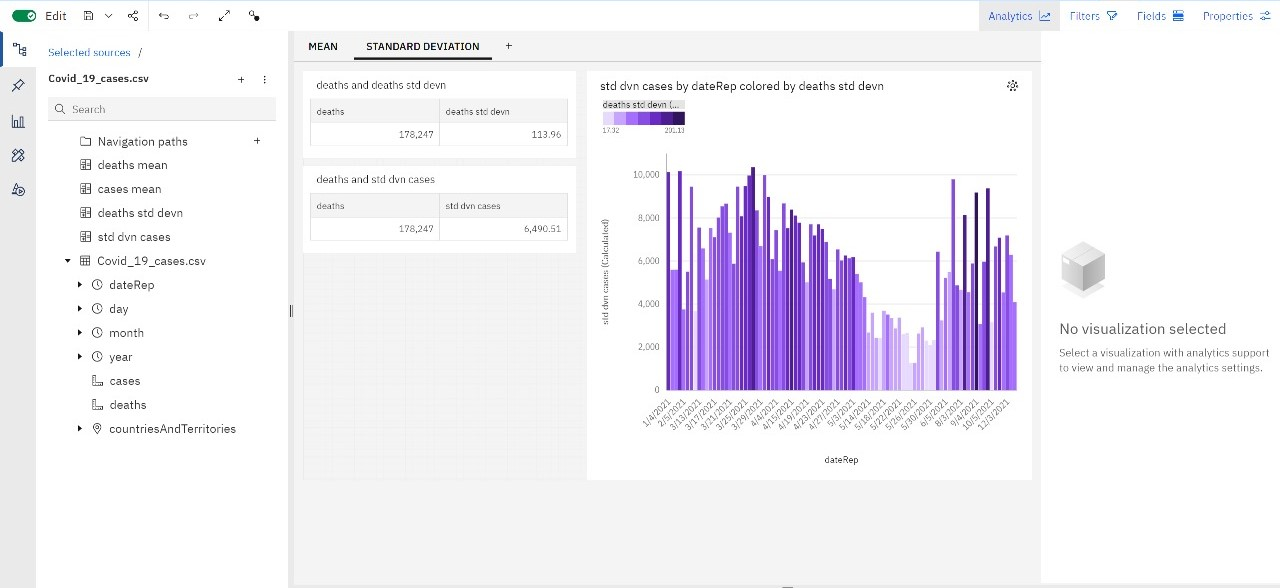 Edit
Analytics
Filters
Fields
Properties
Selected sources /
Covid_19_cases.csv
Search
Navigation paths
deaths mean
cases mean
deaths std devn
std dvn cases
Covid_19_cases.csv
dateRep
day
month
year
cases
deaths
countriesAndTerritories
MEAN
STANDARD DEVIATION
deaths and deaths std devn
deaths deaths std devn
178,247 113.96
deaths and std dvn cases
deaths std dvn cases
178,247 6,490.51
std dvn cases by dateRep colored by deaths std devn
deaths std devn (...
17.92 291.13
std dvn cases (Calculated)
10,000
8,000
6,000
4,000
2,000
0
1/4/2021 2/5/2021 3/13/2021 3/17/2021 3/21/2021 3/25/2021 3/29/2021 4/4/2021 4/15/2021 4/19/2021 4/23/2021 4/27/2021 5/3/2021 5/14/2021 5/18/2021 5/22/2021 5/26/2021 5/30/2021 6/5/2021 8/3/2021 9/4/2021 10/5/2021 12/3/2021
dateRep
No visualization selected
Select a visualization with analytics support
to view and manage the analytics settings.